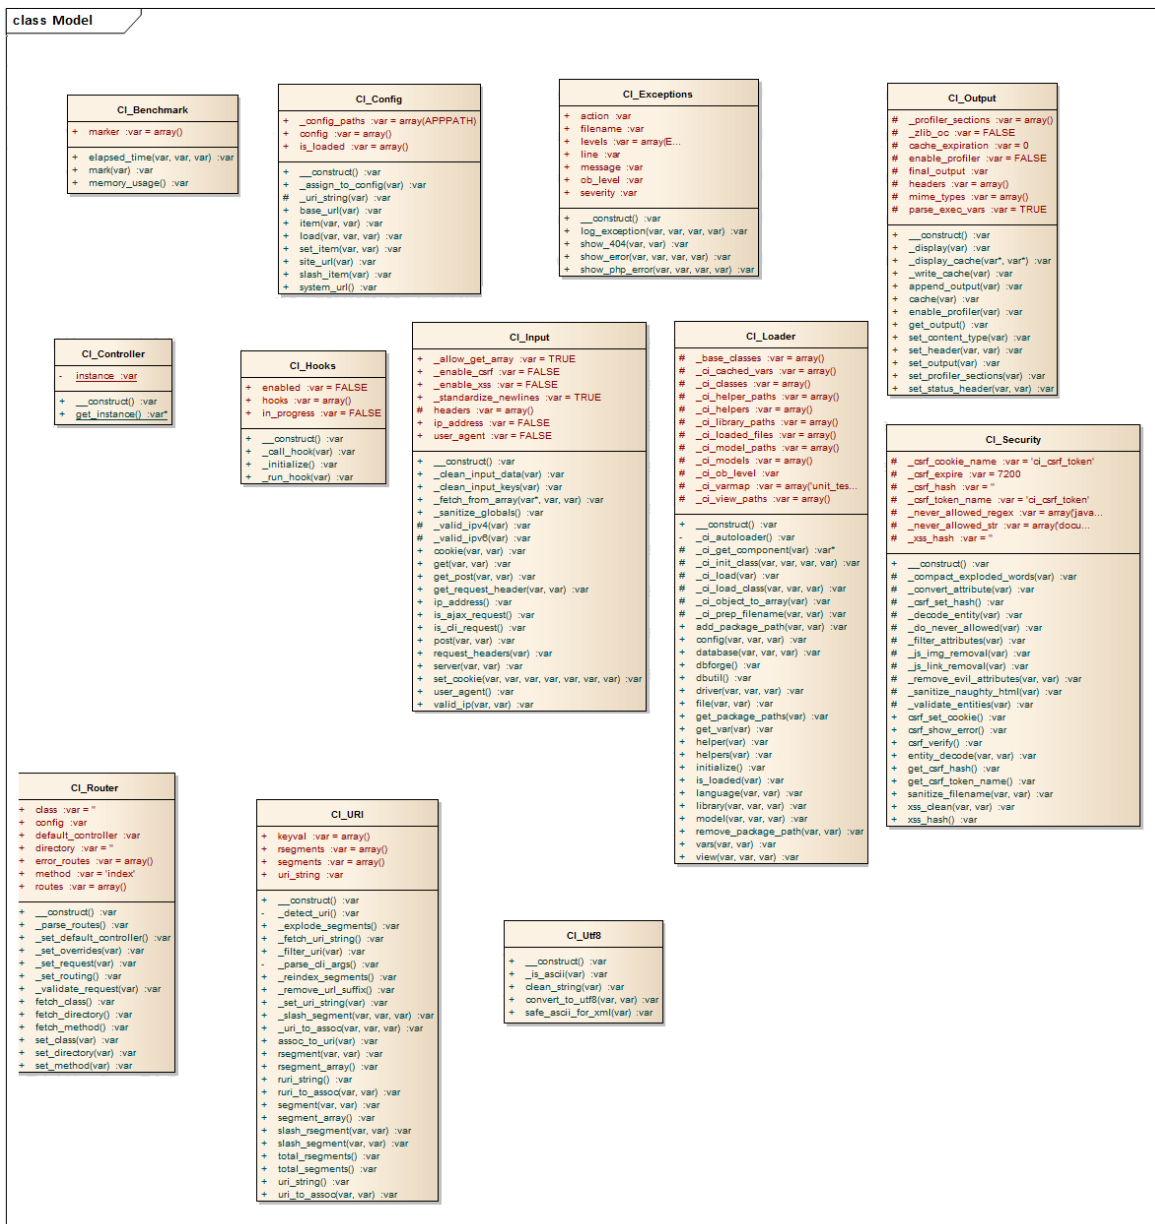 class Model
CI_Benchmark
+ marker :var = array()
+ elapsed_time(var, var, var) :var
+ mark(var) :var
+ memory_usage() :var
CI_Config
+ _config_paths :var = array(APPPATH)
+ config :var = array()
+ is_loaded :var = array()
+ __construct() :var
+ _assign_to_config(var) :var
# _uri_string(var) :var
+ base_url(var) :var
+ item(var, var) :var
+ load(var, var, var) :var
+ set_item(var, var) :var
+ site_url(var) :var
+ slash_item(var) :var
+ system_url() :var
CI_Exceptions
+ action :var
+ filename :var
+ levels :var = array(E...
+ line :var
+ message :var
+ ob_level :var
+ severity :var
+ __construct() :var
+ log_exception(var, var, var, var) :var
+ show_404(var, var) :var
+ show_error(var, var, var, var) :var
+ show_php_error(var, var, var, var) :var
CI_Output
# _profiler_sections :var = array()
# _zlib_oc :var = FALSE
# cache_expiration :var = 0
# enable_profiler :var = FALSE
# final_output :var
# headers :var = array()
# mime_types :var = array()
# parse_exec_vars :var = TRUE
+ __construct() :var
+ _display(var) :var
+ _display_cache(var*, var*) :var
+ _write_cache(var) :var
+ append_output(var) :var
+ cache(var) :var
+ enable_profiler(var) :var
+ get_output() :var
+ set_content_type(var) :var
+ set_header(var, var) :var
+ set_output(var) :var
+ set_profiler_sections(var) :var
+ set_status_header(var, var) :var
CI_Controller
- instance :var
+ __construct() :var
+ get_instance() :var*
CI_Hooks
+ enabled :var = FALSE
+ hooks :var = array()
+ in_progress :var = FALSE
+ __construct() :var
+ _call_hook(var) :var
+ _initialize() :var
+ _run_hook(var) :var
CI_Input
+ _allow_get_array :var = TRUE
+ _enable_csrf :var = FALSE
+ _enable_xss :var = FALSE
+ _standardize_newlines :var = TRUE
# headers :var = array()
+ ip_address :var = FALSE
+ user_agent :var = FALSE
+ __construct() :var
+ _clean_input_data(var) :var
+ _clean_input_keys(var) :var
+ _fetch_from_array(var*, var, var) :var
+ _sanitize_globals() :var
# _valid_ipv4(var) :var
# _valid_ipv6(var) :var
+ cookie(var, var) :var
+ get(var, var) :var
+ get_post(var, var) :var
+ get_request_header(var, var) :var
+ ip_address() :var
+ is_ajax_request() :var
+ is_cli_request() :var
+ post(var, var) :var
+ request_headers(var) :var
+ server(var, var) :var
+ set_cookie(var, var, var, var, var, var, var) :var
+ user_agent() :var
+ valid_ip(var, var) :var
CI_Loader
# _base_classes :var = array()
# _ci_cached_vars :var = array()
# _ci_classes :var = array()
# _ci_helper_paths :var = array()
# _ci_helpers :var = array()
# _ci_library_paths :var = array()
# _ci_loaded_files :var = array()
# _ci_model_paths :var = array()
# _ci_models :var = array()
# _ci_ob_level :var
# _ci_varmap :var = array('unit_tes...
# _ci_view_paths :var = array()
+ __construct() :var
- _ci_autoloader() :var
# _ci_get_component(var) :var*
# _ci_init_class(var, var, var, var) :var
# _ci_load(var) :var
# _ci_load_class(var, var, var) :var
# _ci_object_to_array(var) :var
# _ci_prep_filename(var, var) :var
+ add_package_path(var, var) :var
+ config(var, var, var) :var
+ database(var, var, var) :var
+ dbforge() :var
+ dbutil() :var
+ driver(var, var, var) :var
+ file(var, var) :var
+ get_package_paths(var) :var
+ get_var(var) :var
+ helper(var) :var
+ helpers(var) :var
+ initialize() :var
+ is_loaded(var) :var
+ language(var, var) :var
+ library(var, var, var) :var
+ model(var, var, var) :var
+ remove_package_path(var, var) :var
+ vars(var, var) :var
+ view(var, var, var) :var
CI_Security
# _csrf_cookie_name :var = 'ci_csrf_token'
# _csrf_expire :var = 7200
# _csrf_hash :var = ''
# _csrf_token_name :var = 'ci_csrf_token'
# _never_allowed_regex :var = array('java...
# _never_allowed_str :var = array('docu...
# _xss_hash :var = ''
+ __construct() :var
# _compact_exploded_words(var) :var
# _convert_attribute(var) :var
# _csrf_set_hash() :var
# _decode_entity(var) :var
# _do_never_allowed(var) :var
# _filter_attributes(var) :var
# _js_img_removal(var) :var
# _js_link_removal(var) :var
# _remove_evil_attributes(var, var) :var
# _sanitize_naughty_html(var) :var
# _validate_entities(var) :var
+ csrf_set_cookie() :var
+ csrf_show_error() :var
+ csrf_verify() :var
+ entity_decode(var, var) :var
+ get_csrf_hash() :var
+ get_csrf_token_name() :var
+ sanitize_filename(var, var) :var
+ xss_clean(var, var) :var
+ xss_hash() :var
CI_Router
+ class :var = ''
+ config :var
+ default_controller :var
+ directory :var = ''
+ error_routes :var = array()
+ method :var = 'index'
+ routes :var = array()
+ __construct() :var
+ _parse_routes() :var
+ _set_default_controller() :var
+ _set_overrides(var) :var
+ _set_request(var) :var
+ _set_routing() :var
+ _validate_request(var) :var
+ fetch_class() :var
+ fetch_directory() :var
+ fetch_method() :var
+ set_class(var) :var
+ set_directory(var) :var
+ set_method(var) :var
CI_URI
+ keyval :var = array()
+ rsegments :var = array()
+ segments :var = array()
+ uri_string :var
+ __construct() :var
- _detect_uri() :var
+ _explode_segments() :var
+ _fetch_uri_string() :var
+ _filter_uri(var) :var
- _parse_cli_args() :var
+ _reindex_segments() :var
+ _remove_url_suffix() :var
+ _set_uri_string(var) :var
+ _slash_segment(var, var, var) :var
+ _uri_to_assoc(var, var, var) :var
+ assoc_to_uri(var) :var
+ rsegment(var, var) :var
+ rsegment_array() :var
+ ruri_string() :var
+ ruri_to_assoc(var, var) :var
+ segment(var, var) :var
+ segment_array() :var
+ slash_rsegment(var, var) :var
+ slash_segment(var, var) :var
+ total_rsegments() :var
+ total_segments() :var
+ uri_string() :var
+ uri_to_assoc(var, var) :var
CI_Utf8
+ __construct() :var
+ _is_ascii(var) :var
+ clean_string(var) :var
+ convert_to_utf8(var, var) :var
+ safe_ascii_for_xml(var) :var